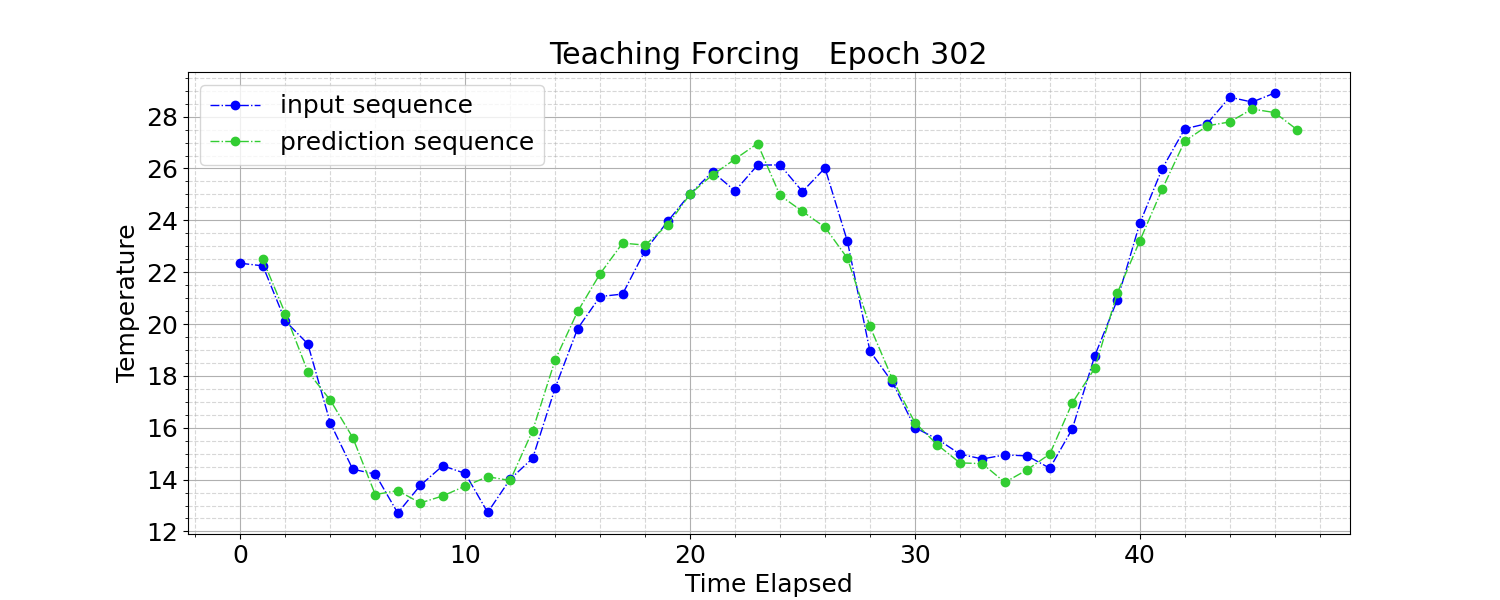 Teaching Forcing   Epoch 302
input sequence
prediction sequence
Temperature
28
26
24
22
20
18
16
14
12
0 10 20 30 40
Time Elapsed